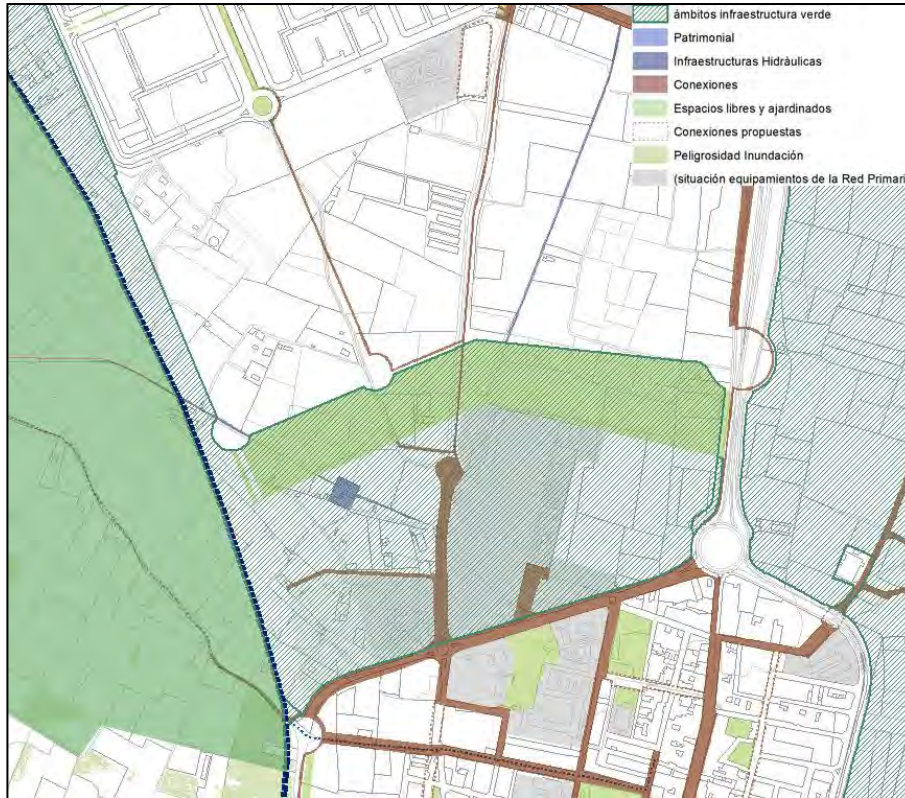 ámbitos infraestructura verde
Patrimonial
Infraestructuras Hidràulicas
Conexiones
Espacios libres y ajardinados
Conexiones propuestas
Peligrosidad Inundación
(situación equipamientos de la Red Primari